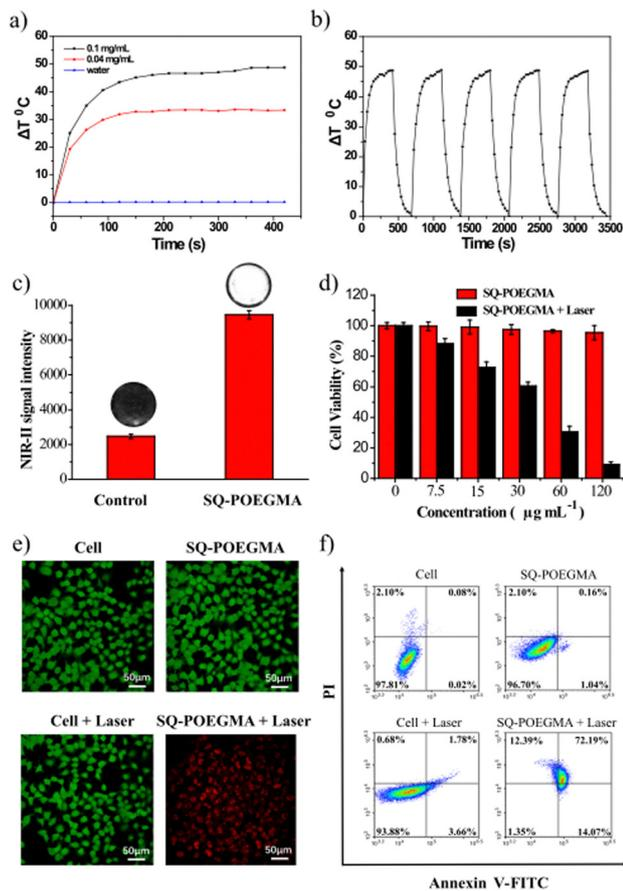 a)
ΔT ⁰C
60
50
40
30
20
10
0
0.1 mg/mL
0.04 mg/mL
water
0 100 200 300 400
Time (s)
b)
ΔT ⁰C
60
50
40
30
20
10
0
0 500 1000 1500 2000 2500 3000 3500
Time (s)
c)
NIR-II signal intensity
10000
8000
6000
4000
2000
0
Control SQ-POEGMA
d)
Cell Viability (%)
120
100
80
60
40
20
0
SQ-POEGMA
SQ-POEGMA + Laser
0 7.5 15 30 60 120
Concentration ( μg mL⁻¹)
e)
Cell SQ-POEGMA
50μm 50μm
Cell + Laser SQ-POEGMA + Laser
50μm 50μm
f)
PI
Cell SQ-POEGMA
2.10% 0.08% 2.10% 0.16%
97.81% 0.02% 96.70% 1.04%
Cell + Laser SQ-POEGMA + Laser
0.68% 1.78% 12.39% 72.19%
93.88% 3.66% 1.35% 14.07%
Annexin V-FITC